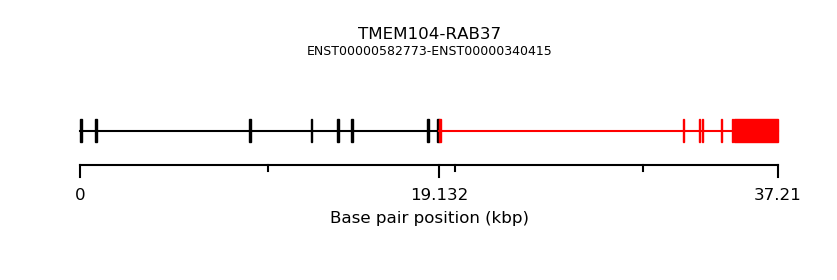 TMEM104-RAB37
ENST00000582773-ENST00000340415
0 19.132 37.21
Base pair position (kbp)